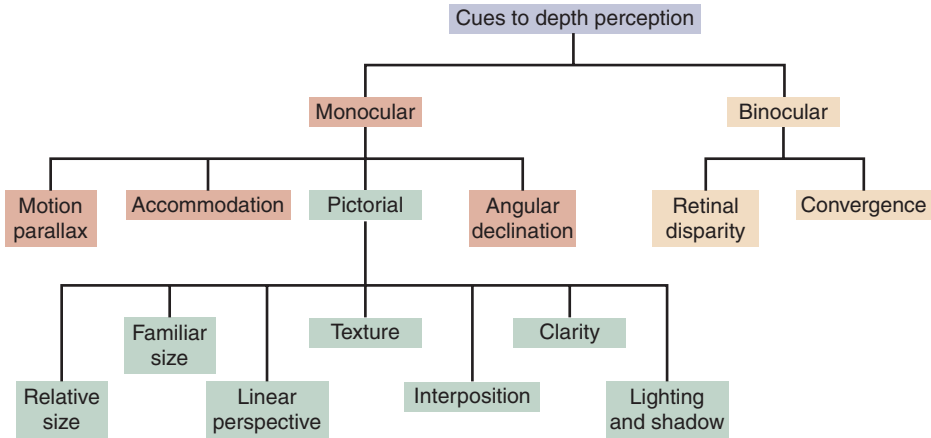 Cues to depth perception
Monocular
Binocular
Motion
parallax
Accommodation
Pictorial
Angular
declination
Retinal
disparity
Convergence
Familiar
size
Texture
Clarity
Relative
size
Linear
perspective
Interposition
Lighting
and shadow